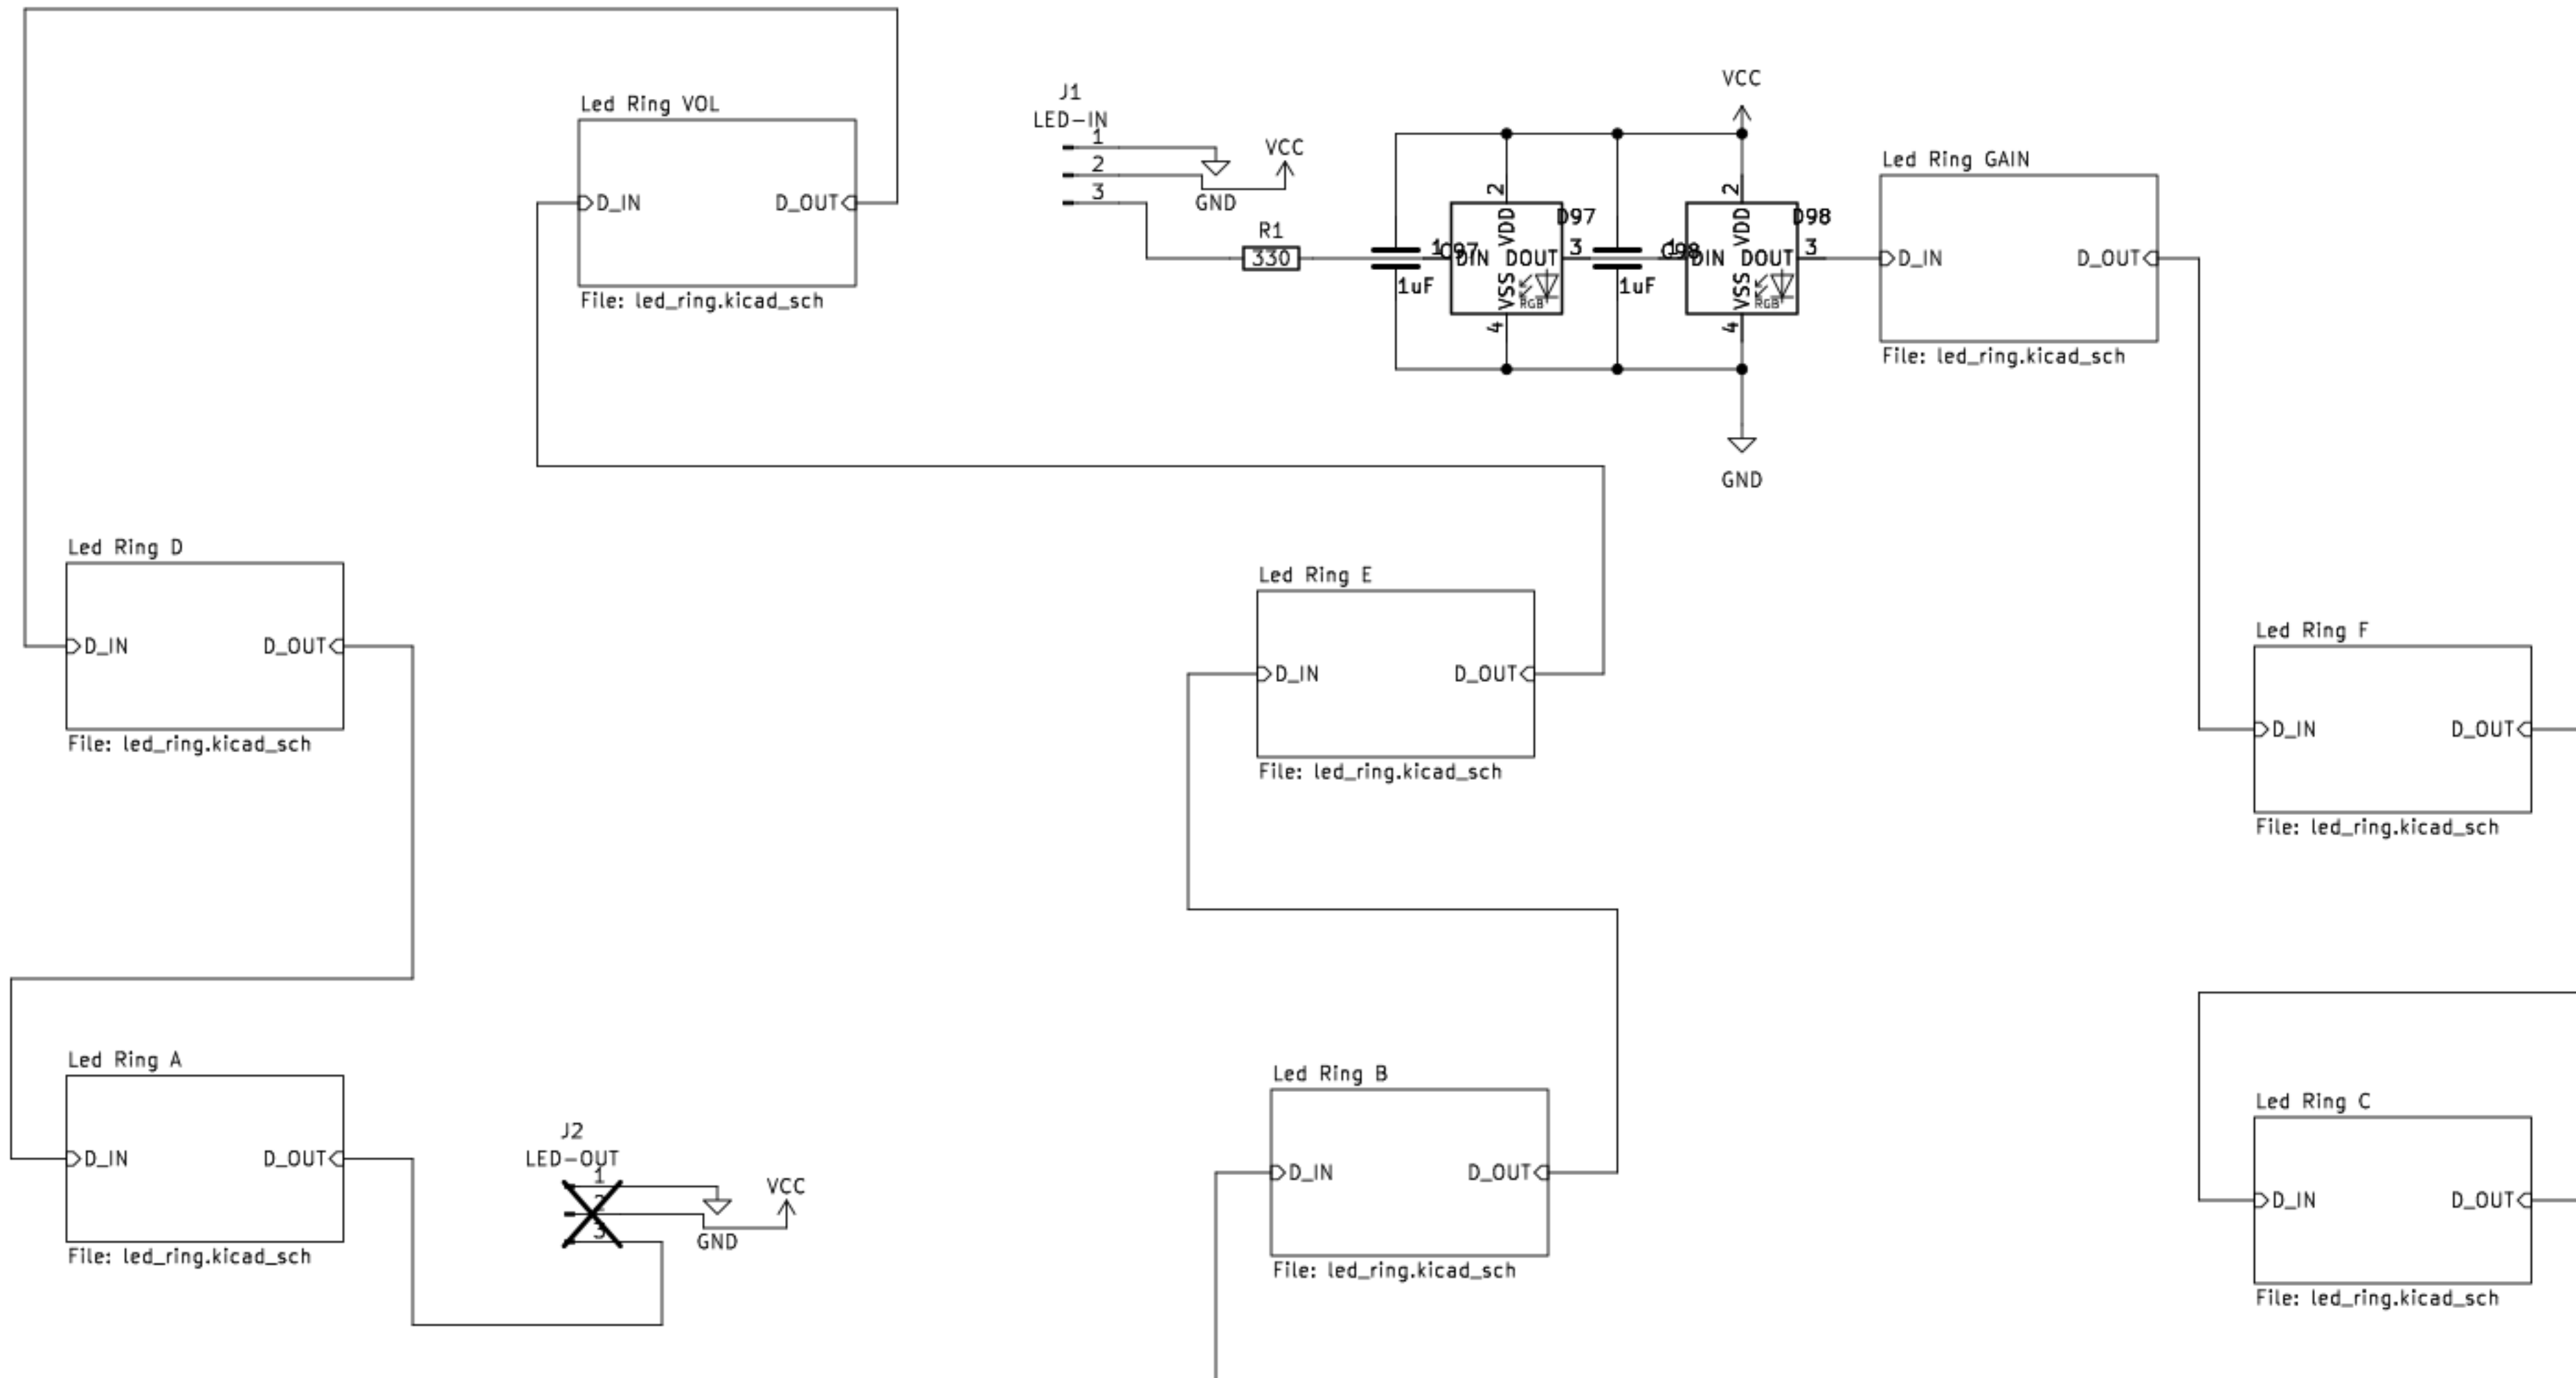 Led Ring VOL
D_IN D_OUT
File: led_ring.kicad_sch
J1
LED-IN
1
2
3
GND
VCC
R1
330
C97
1uF
1 DIN
2 VDD
D97
DOUT 3
VSS 4
RGB
C98
1uF
VCC
1 DIN
2 VDD
D98
DOUT 3
VSS 4
RGB
GND
Led Ring GAIN
D_IN D_OUT
File: led_ring.kicad_sch
Led Ring D
D_IN D_OUT
File: led_ring.kicad_sch
Led Ring E
D_IN D_OUT
File: led_ring.kicad_sch
Led Ring F
D_IN D_OUT
File: led_ring.kicad_sch
Led Ring A
D_IN D_OUT
File: led_ring.kicad_sch
J2
LED-OUT
1
2
3
GND
VCC
Led Ring B
D_IN D_OUT
File: led_ring.kicad_sch
Led Ring C
D_IN D_OUT
File: led_ring.kicad_sch